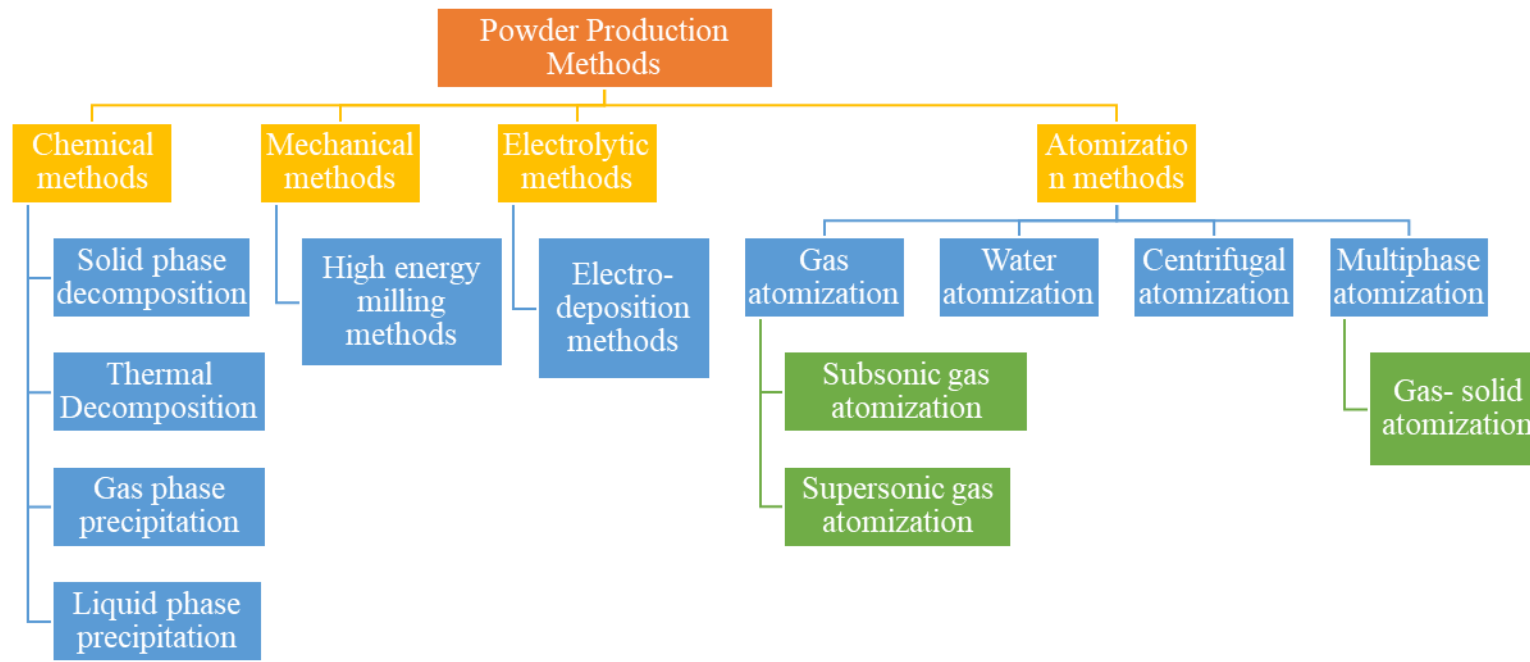 Powder Production
Methods
Chemical
methods
Mechanical
methods
Electrolytic
methods
Atomizatio
n methods
Solid phase
decomposition
Thermal
Decomposition
Gas phase
precipitation
Liquid phase
precipitation
High energy
milling
methods
Electro-
deposition
methods
Gas
atomization
Water
atomization
Centrifugal
atomization
Multiphase
atomization
Subsonic gas
atomization
Supersonic gas
atomization
Gas- solid
atomization